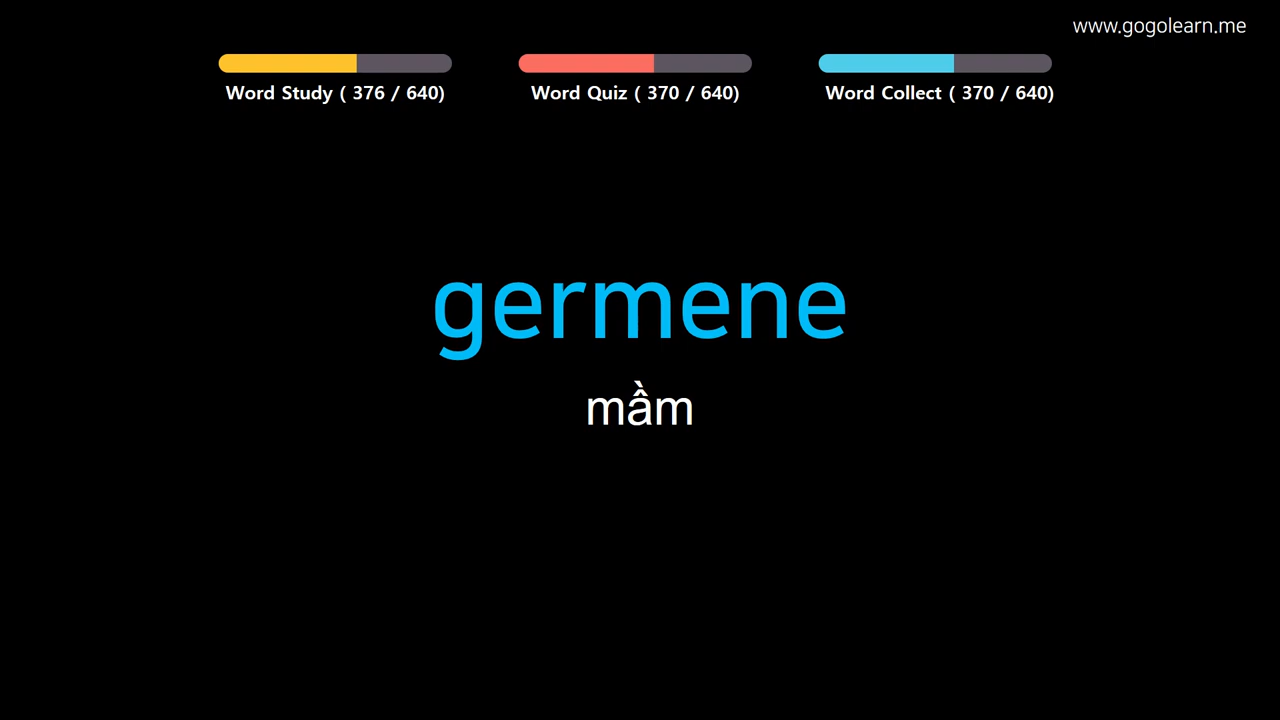 www.gogolearn.me
Word Study ( 376 / 640)
Word Quiz ( 370 / 640)
Word Collect ( 370 / 640)
germene
mầm